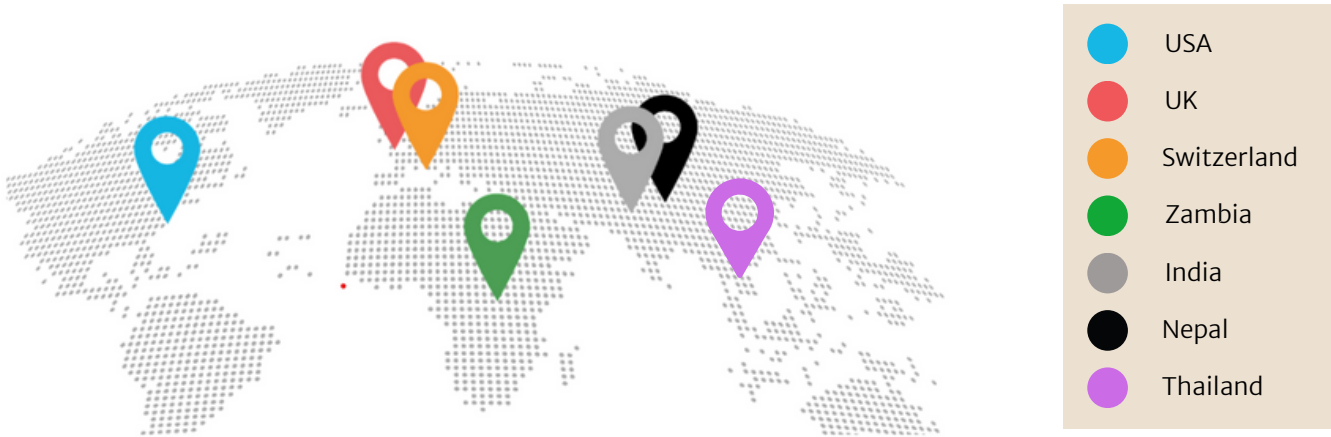 USA
UK
Switzerland
Zambia
India
Nepal
Thailand